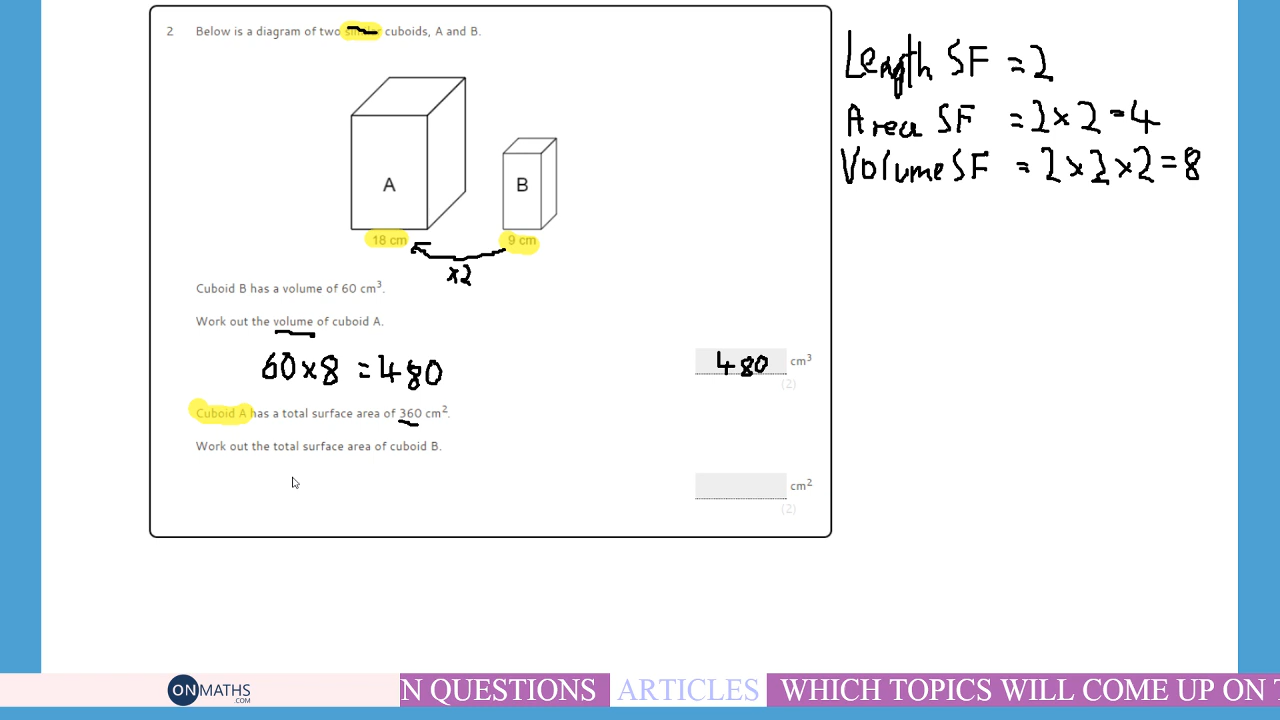 2 Below is a diagram of two similar cuboids, A and B.
Length SF = 2
Area SF = 2 × 2 = 4
Volume SF = 2 × 2 × 2 = 8
A
B
18 cm
9 cm
×2
Cuboid B has a volume of 60 cm³.
Work out the volume of cuboid A.
60 × 8 = 480
480 cm³
(2)
Cuboid A has a total surface area of 360 cm².
Work out the total surface area of cuboid B.
cm²
(2)
ONMATHS
.COM
N QUESTIONS ARTICLES WHICH TOPICS WILL COME UP ON